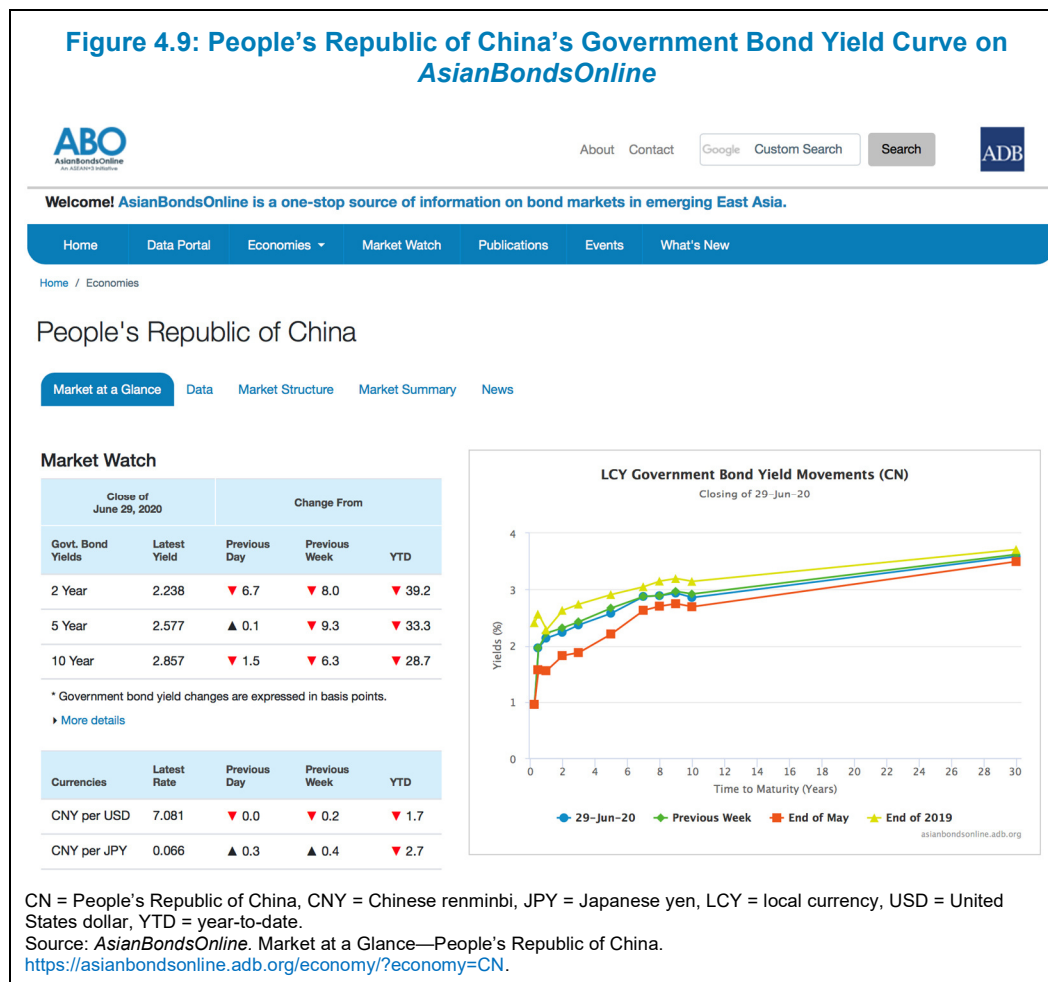 Figure 4.9: People's Republic of China's Government Bond Yield Curve on
AsianBondsOnline
ABO
AsianBondsOnline
An ASEAN+3 Initiative
About Contact Google Custom Search Search ADB
Welcome! AsianBondsOnline is a one-stop source of information on bond markets in emerging East Asia.
Home Data Portal Economies Market Watch Publications Events What's New
Home / Economies
People's Republic of China
Market at a Glance Data Market Structure Market Summary News
Market Watch
Close of
June 29, 2020
Change From
Govt. Bond
Yields
Latest
Yield
Previous
Day
Previous
Week
YTD
2 Year 2.238 ▼ 6.7 ▼ 8.0 ▼ 39.2
5 Year 2.577 ▲ 0.1 ▼ 9.3 ▼ 33.3
10 Year 2.857 ▼ 1.5 ▼ 6.3 ▼ 28.7
* Government bond yield changes are expressed in basis points.
More details
Currencies
Latest
Rate
Previous
Day
Previous
Week
YTD
CNY per USD 7.081 ▼ 0.0 ▼ 0.2 ▼ 1.7
CNY per JPY 0.066 ▲ 0.3 ▲ 0.4 ▼ 2.7
LCY Government Bond Yield Movements (CN)
Closing of 29-Jun-20
Yields (%)
4
3
2
1
0
0 2 4 6 8 10 12 14 16 18 20 22 24 26 28 30
Time to Maturity (Years)
29-Jun-20 Previous Week End of May End of 2019
asianbondsonline.adb.org
CN = People's Republic of China, CNY = Chinese renminbi, JPY = Japanese yen, LCY = local currency, USD = United
States dollar, YTD = year-to-date.
Source: AsianBondsOnline. Market at a Glance—People's Republic of China.
https://asianbondsonline.adb.org/economy/?economy=CN.